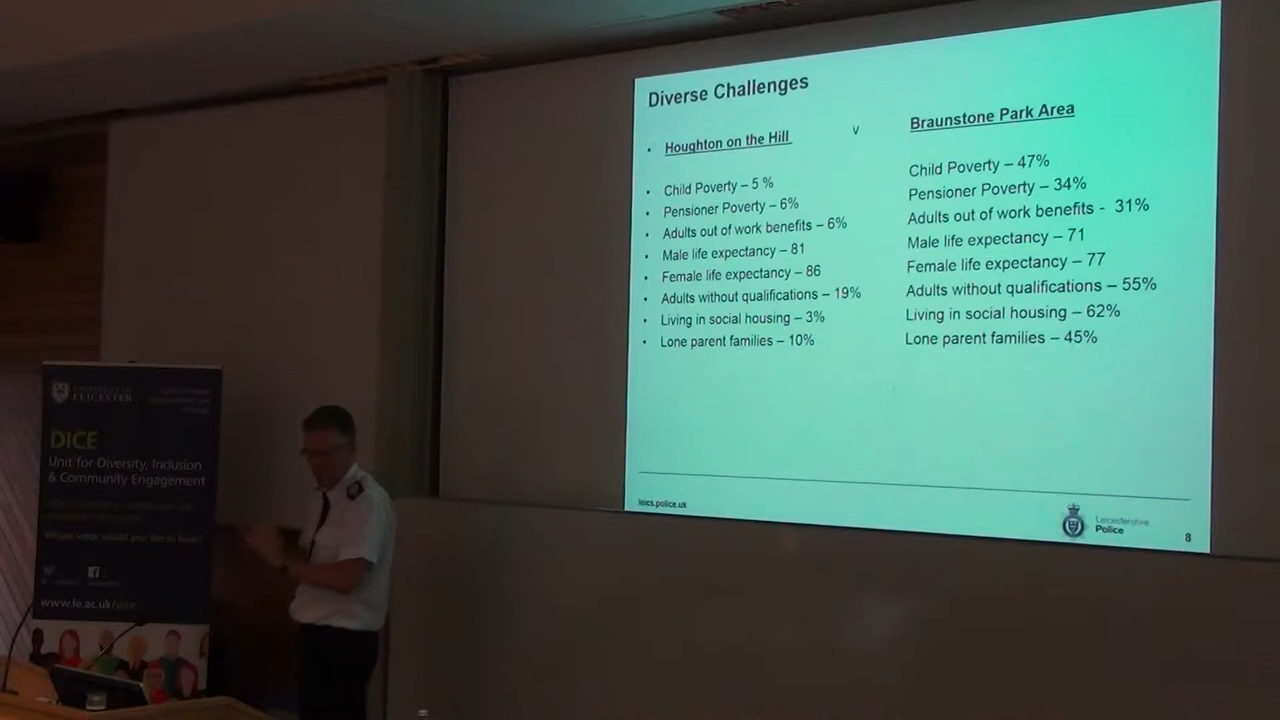 Diverse Challenges
• Houghton on the Hill
v
Braunstone Park Area
• Child Poverty – 5 %
• Pensioner Poverty – 6%
• Adults out of work benefits – 6%
• Male life expectancy – 81
• Female life expectancy – 86
• Adults without qualifications – 19%
• Living in social housing – 3%
• Lone parent families – 10%
Child Poverty – 47%
Pensioner Poverty – 34%
Adults out of work benefits - 31%
Male life expectancy – 71
Female life expectancy – 77
Adults without qualifications – 55%
Living in social housing – 62%
Lone parent families – 45%
leics.police.uk
Leicestershire
Police
8
UNIVERSITY OF
LEICESTER
DICE
Unit for Diversity, Inclusion
& Community Engagement
www.le.ac.uk/dice